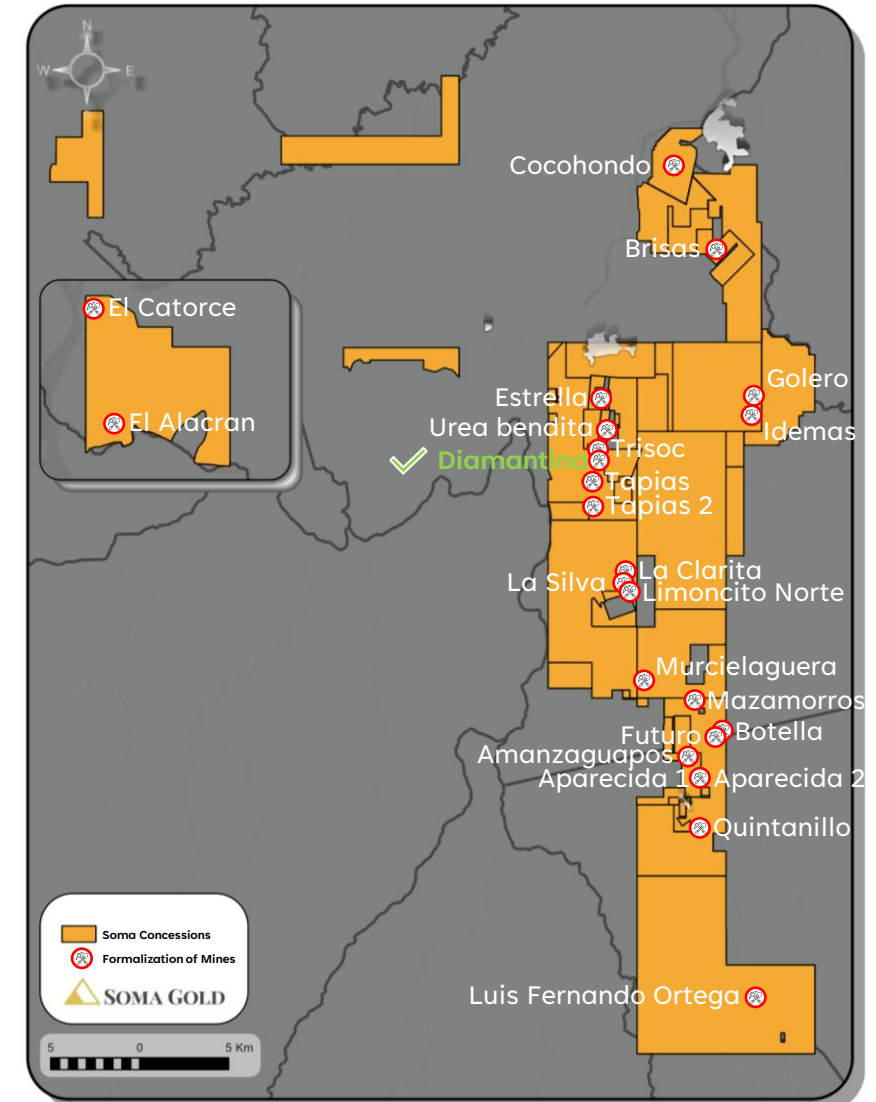 N
W E
S
Cocohondo
Brisas
El Catorce
Golero
Estrella
El Alacran
Urea bendita
Idemas
Trisoc
Diamantina
Tapias
Tapias 2
La Clarita
La Silva
Limoncito Norte
Murcielaguera
Mazamorros
Botella
Futuro
Amanzaguapos
Aparecida 1
Aparecida 2
Quintanillo
Soma Concessions
Formalization of Mines
SOMA GOLD
Luis Fernando Ortega
5 0 5 Km